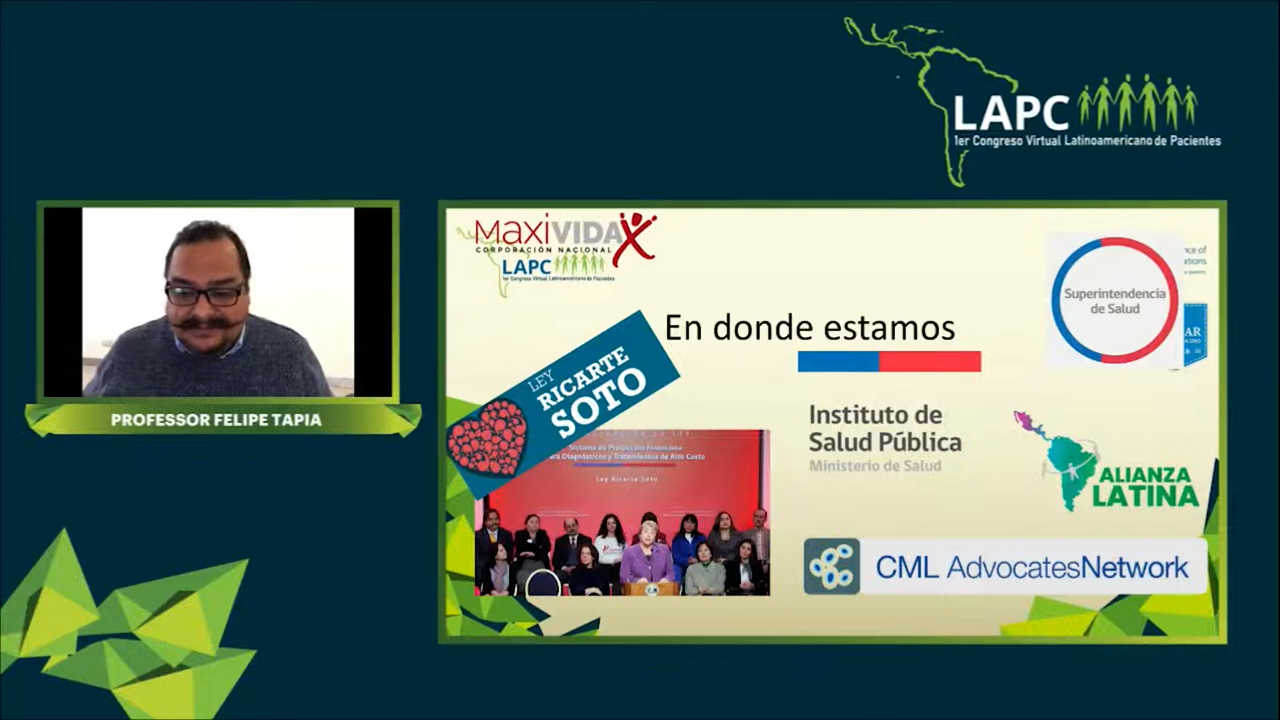 LAPC
1er Congreso Virtual Latinoamericano de Pacientes
PROFESSOR FELIPE TAPIA
MaxiVIDA
CORPORACIÓN NACIONAL
LAPC
1er Congreso Virtual Latinoamericano de Pacientes
En donde estamos
Superintendencia
de Salud
LEY
RICARTE
SOTO
Sistema de Protección Financiera
para Diagnósticos y Tratamientos de Alto Costo
Ley Ricarte Soto
Instituto de
Salud Pública
Ministerio de Salud
ALIANZA
LATINA
CML AdvocatesNetwork